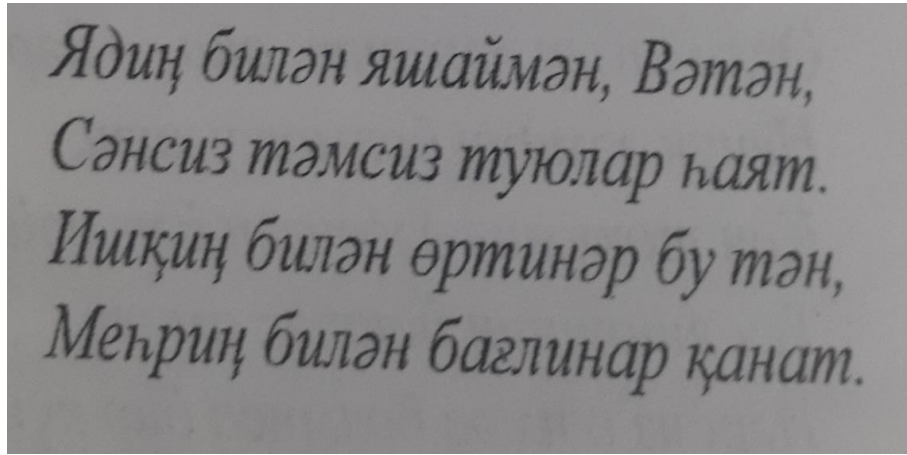 Ядиң билән яшаймән, Вәтән,
Сәнсиз тәмсиз туюлар һаят.
Ишқиң билән өртинәр бу тән,
Меһриң билән бағлинар қанат.